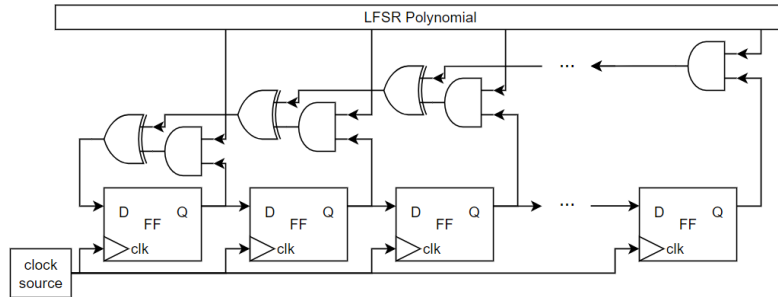 LFSR Polynomial
...
D Q
FF
clk
D Q
FF
clk
D Q
FF
clk
...
D Q
FF
clk
clock
source